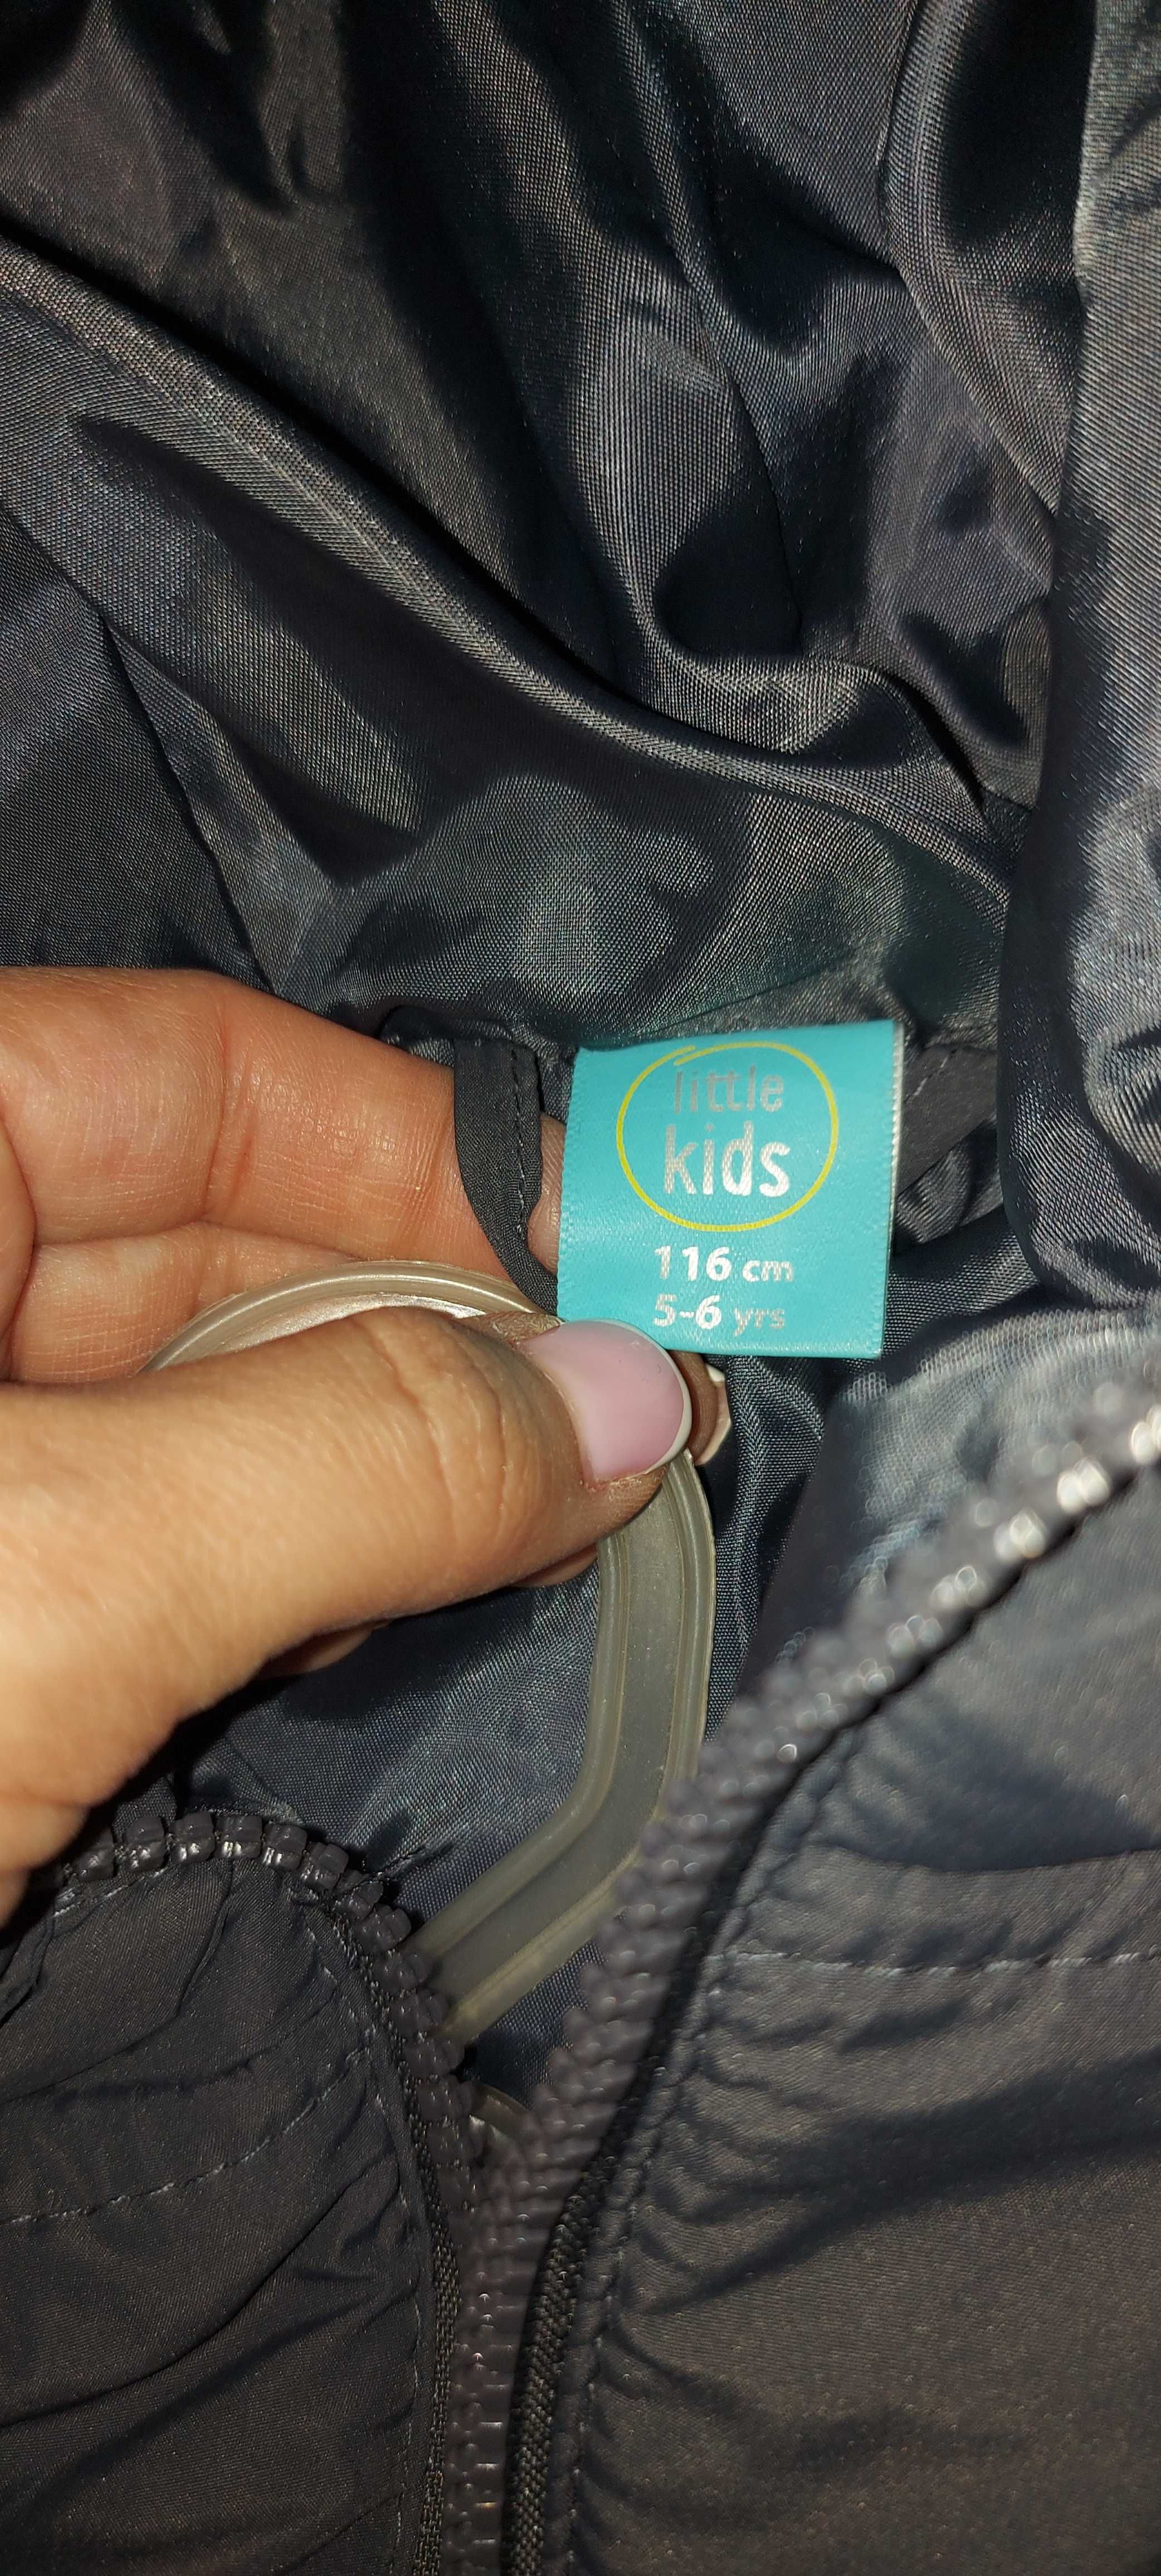 little
kids
116 cm
5-6 yrs